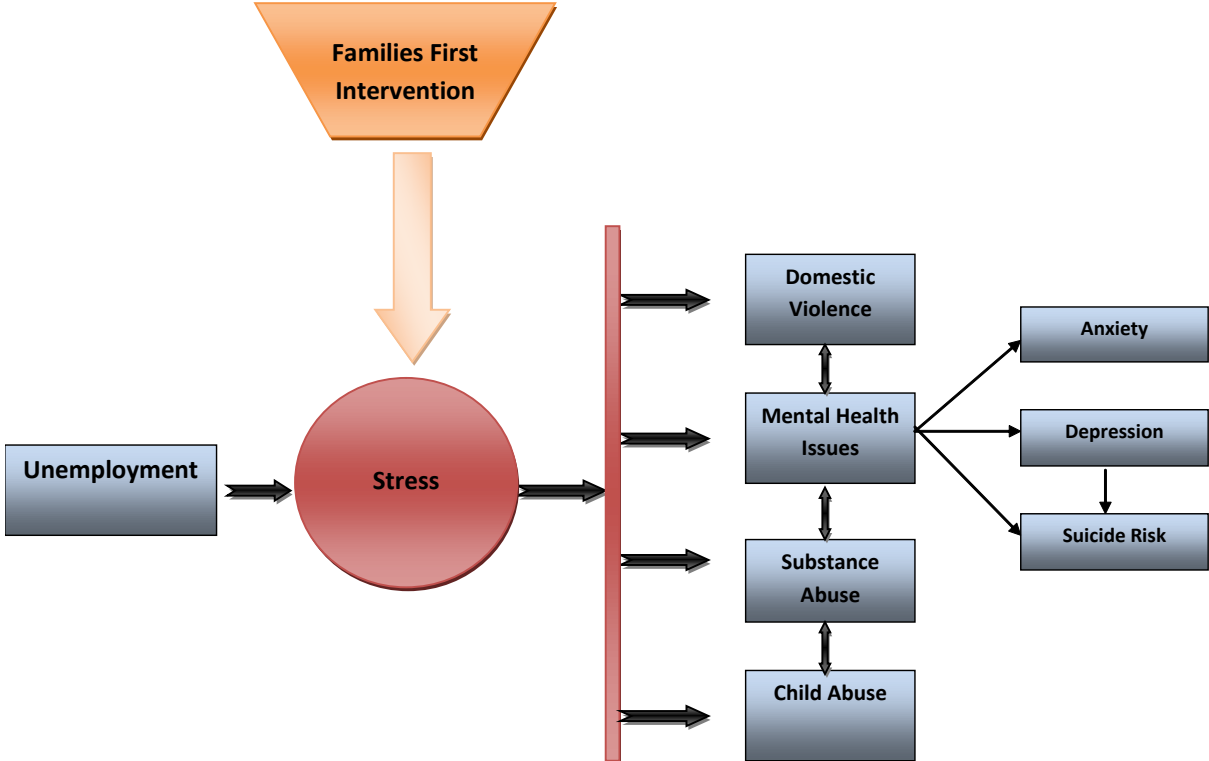 Families First
Intervention
Unemployment
Stress
Domestic
Violence
Mental Health
Issues
Substance
Abuse
Child Abuse
Anxiety
Depression
Suicide Risk